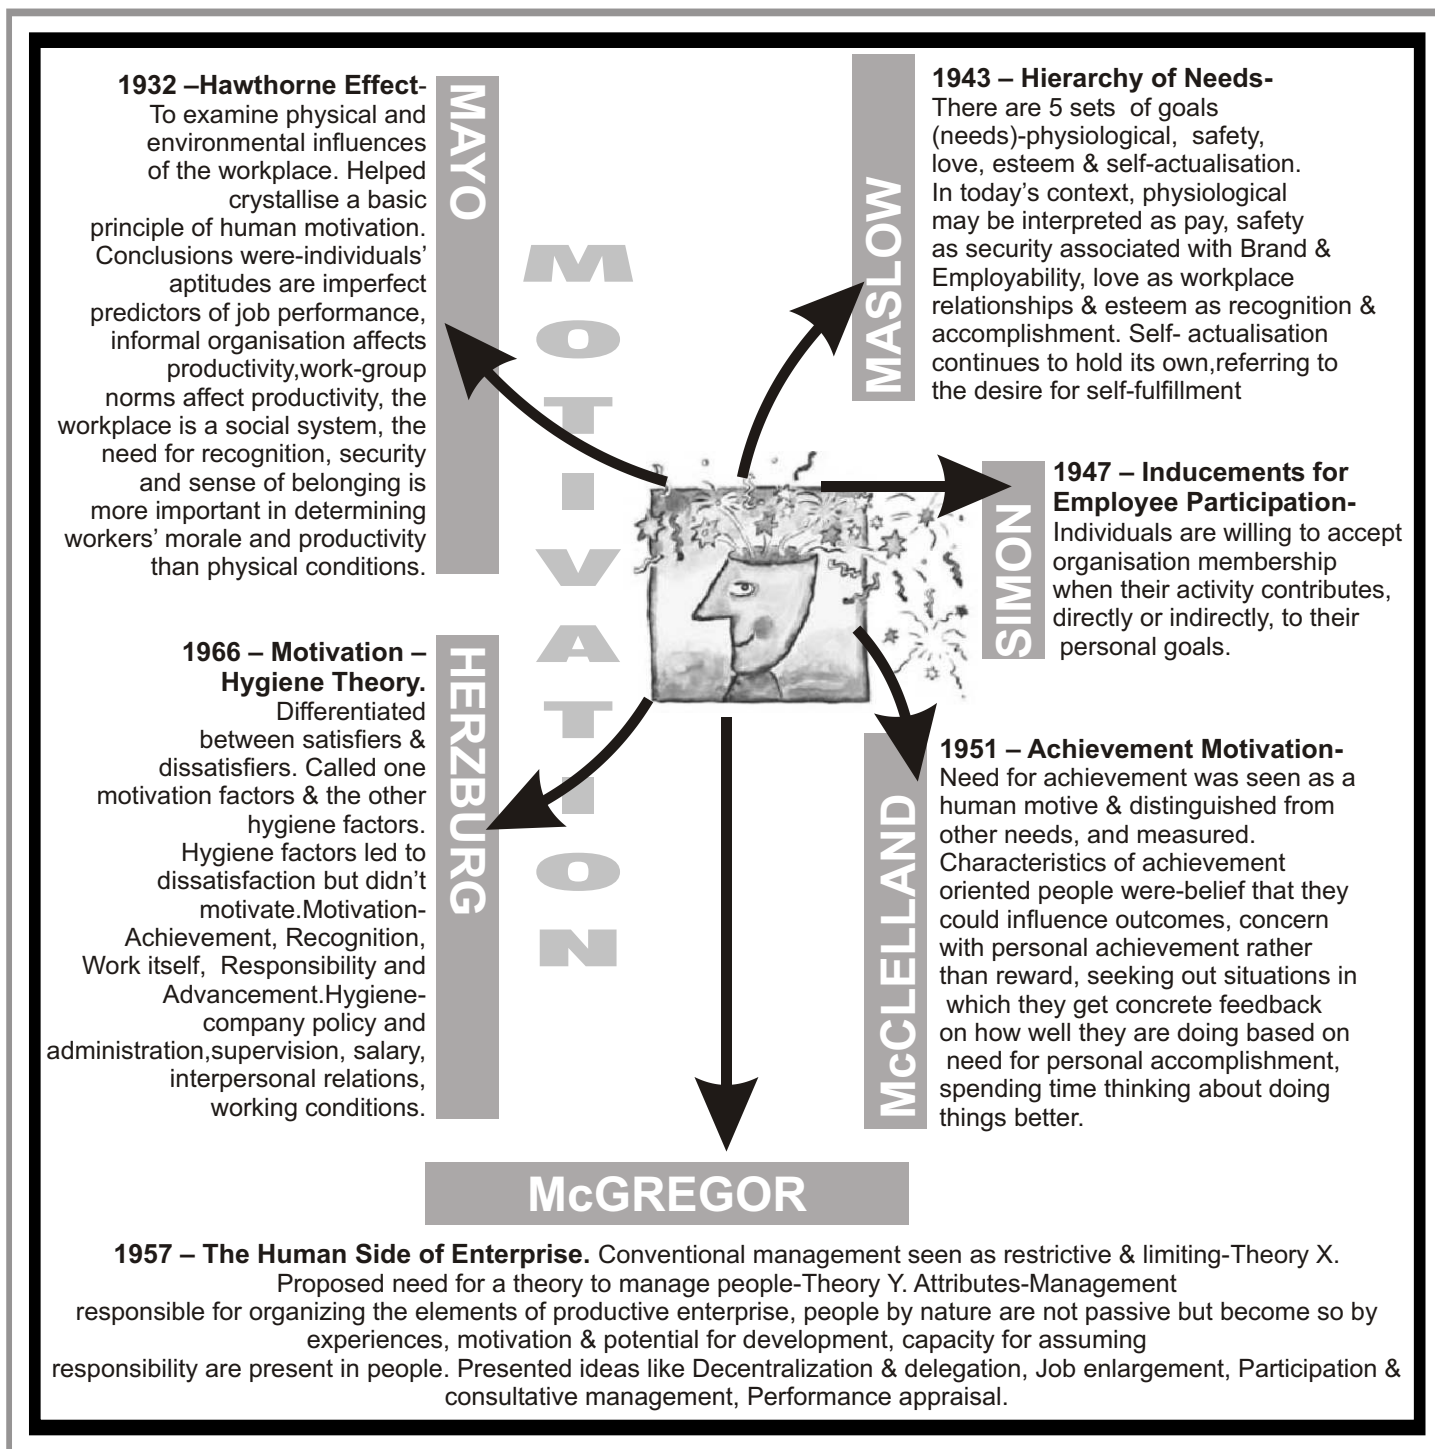 1932 –Hawthorne Effect-
To examine physical and
environmental influences
of the workplace. Helped
crystallise a basic
principle of human motivation.
Conclusions were-individuals’
aptitudes are imperfect
predictors of job performance,
informal organisation affects
productivity,work-group
norms affect productivity, the
workplace is a social system, the
need for recognition, security
and sense of belonging is
more important in determining
workers’ morale and productivity
than physical conditions.
MAYO
MOTIVATION
MASLOW
1943 – Hierarchy of Needs-
There are 5 sets  of goals
(needs)-physiological,  safety,
love, esteem & self-actualisation.
In today’s context, physiological
may be interpreted as pay, safety
as security associated with Brand &
Employability, love as workplace
relationships & esteem as recognition &
accomplishment. Self- actualisation
continues to hold its own,referring to
the desire for self-fulfillment
SIMON
1947 – Inducements for
Employee Participation-
Individuals are willing to accept
organisation membership
when their activity contributes,
directly or indirectly, to their
personal goals.
1966 – Motivation –
Hygiene Theory.
Differentiated
between satisfiers &
dissatisfiers. Called one
motivation factors & the other
hygiene factors.
Hygiene factors led to
dissatisfaction but didn’t
motivate.Motivation-
Achievement, Recognition,
Work itself,  Responsibility and
Advancement.Hygiene-
company policy and
administration,supervision, salary,
interpersonal relations,
working conditions.
HERZBURG
McCLELLAND
1951 – Achievement Motivation-
Need for achievement was seen as a
human motive & distinguished from
other needs, and measured.
Characteristics of achievement
oriented people were-belief that they
could influence outcomes, concern
with personal achievement rather
than reward, seeking out situations in
which they get concrete feedback
on how well they are doing based on
need for personal accomplishment,
spending time thinking about doing
things better.
McGREGOR
1957 – The Human Side of Enterprise. Conventional management seen as restrictive & limiting-Theory X.
Proposed need for a theory to manage people-Theory Y. Attributes-Management
responsible for organizing the elements of productive enterprise, people by nature are not passive but become so by
experiences, motivation & potential for development, capacity for assuming
responsibility are present in people. Presented ideas like Decentralization & delegation, Job enlargement, Participation &
consultative management, Performance appraisal.